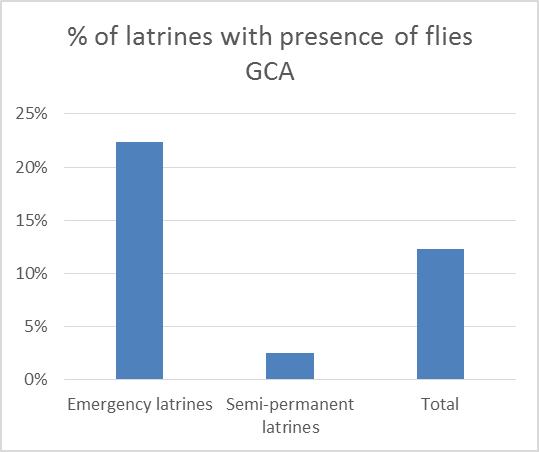 % of latrines with presence of flies
GCA
25%
20%
15%
10%
5%
0%
Emergency latrines
Semi-permanent
latrines
Total